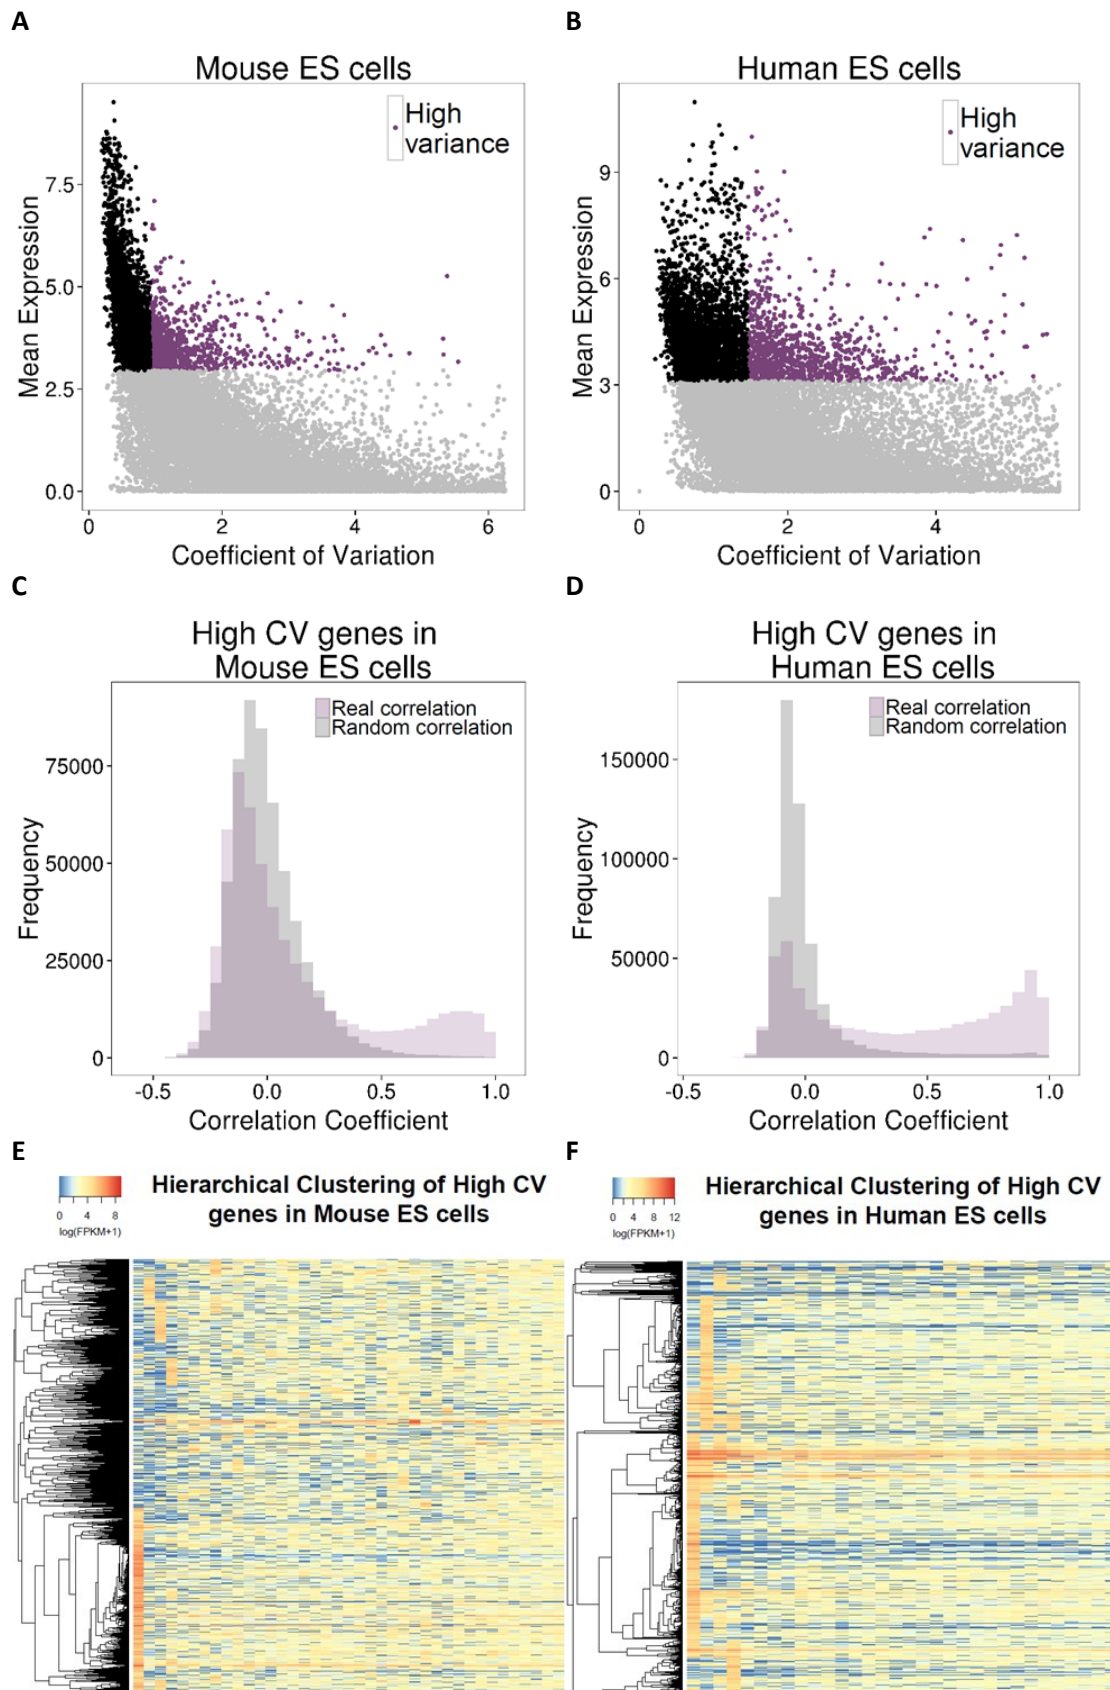 A
B
Mouse ES cells
Human ES cells
High
variance
High
variance
Mean Expression
7.5
5.0
2.5
0.0
0
2
4
6
Coefficient of Variation
Mean Expression
9
6
3
0
0
2
4
Coefficient of Variation
C
D
High CV genes in
Mouse ES cells
High CV genes in
Human ES cells
Real correlation
Random correlation
Real correlation
Random correlation
Frequency
75000
50000
25000
0
-0.5
0.0
0.5
1.0
Correlation Coefficient
Frequency
150000
100000
50000
0
-0.5
0.0
0.5
1.0
Correlation Coefficient
E
F
0 4 8
log(FPKM+1)
Hierarchical Clustering of High CV
genes in Mouse ES cells
0 4 8 12
log(FPKM+1)
Hierarchical Clustering of High CV
genes in Human ES cells